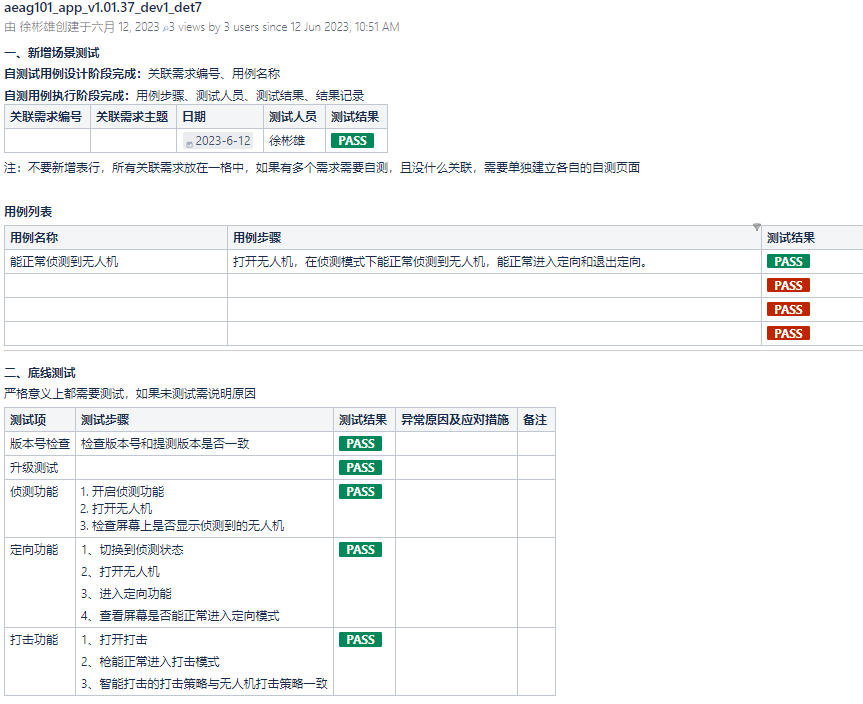 aeag101_app_v1.01.37_dev1_det7
由 徐彬雄创建于六月 12, 2023 3 views by 3 users since 12 Jun 2023, 10:51 AM
一、新增场景测试
自测试用例设计阶段完成：关联需求编号、用例名称
自测用例执行阶段完成：用例步骤、测试人员、测试结果、结果记录
关联需求编号 关联需求主题 日期 测试人员 测试结果
2023-6-12 徐彬雄 PASS
注：不要新增表行，所有关联需求放在一格中，如果有多个需求需要自测，且没什么关联，需要单独建立各自的自测页面
用例列表
用例名称 用例步骤 测试结果
能正常侦测到无人机 打开无人机，在侦测模式下能正常侦测到无人机，能正常进入定向和退出定向。 PASS
PASS
PASS
PASS
二、底线测试
严格意义上都需要测试，如果未测试需说明原因
测试项 测试步骤 测试结果 异常原因及应对措施 备注
版本号检查 检查版本号和提测版本是否一致 PASS
升级测试 PASS
侦测功能 1. 开启侦测功能 PASS
2. 打开无人机
3. 检查屏幕上是否显示侦测到的无人机
定向功能 1、切换到侦测状态 PASS
2、打开无人机
3、进入定向功能
4、查看屏幕是否能正常进入定向模式
打击功能 1、打开打击 PASS
2、枪能正常进入打击模式
3、智能打击的打击策略与无人机打击策略一致